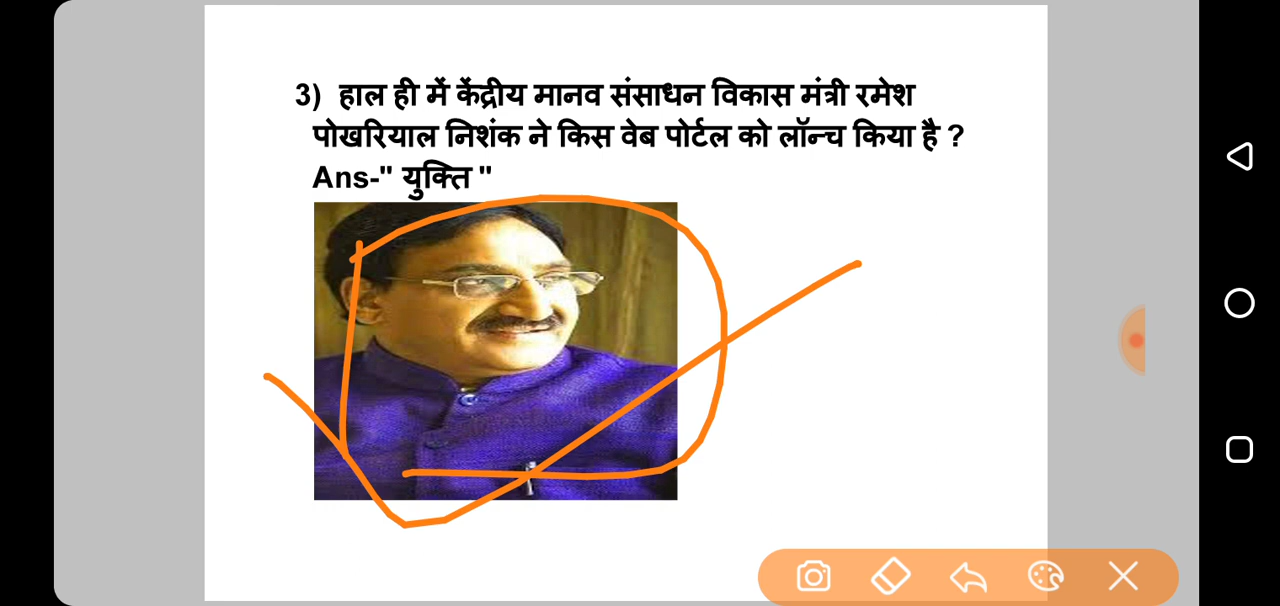 3) हाल ही में केंद्रीय मानव संसाधन विकास मंत्री रमेश
पोखरियाल निशंक ने किस वेब पोर्टल को लॉन्च किया है ?
Ans-" युक्ति "